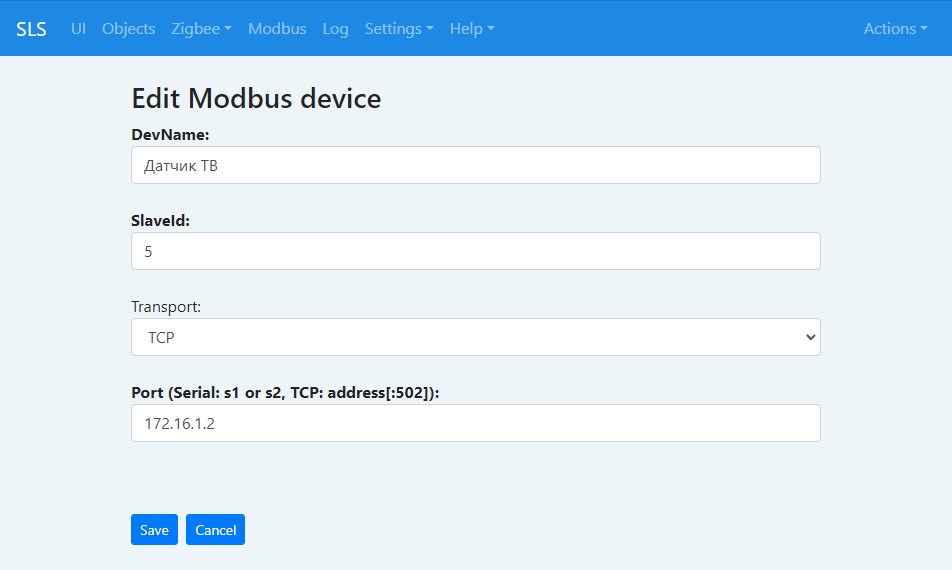 SLS UI Objects Zigbee Modbus Log Settings Help Actions
Edit Modbus device
DevName:
Датчик ТВ
SlaveId:
5
Transport:
TCP
Port (Serial: s1 or s2, TCP: address[:502]):
172.16.1.2
Save Cancel